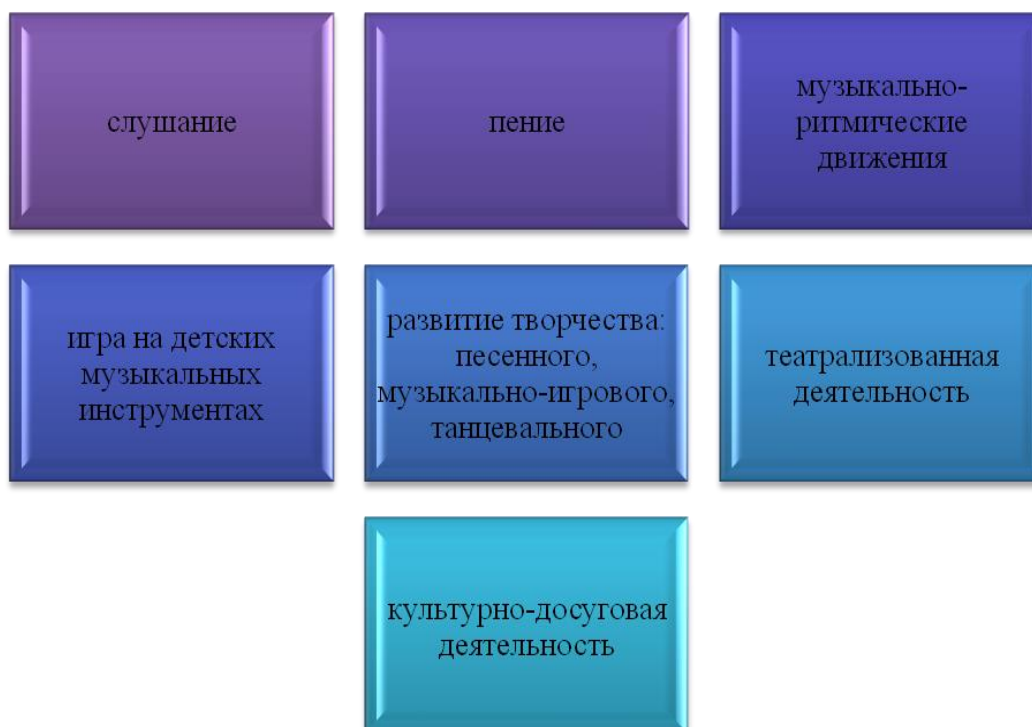 слушание
пение
музыкально-
ритмические
движения
игра на детских
музыкальных
инструментах
развитие творчества:
песенного,
музыкально-игрового,
танцевального
театрализованная
деятельность
культурно-досуговая
деятельность